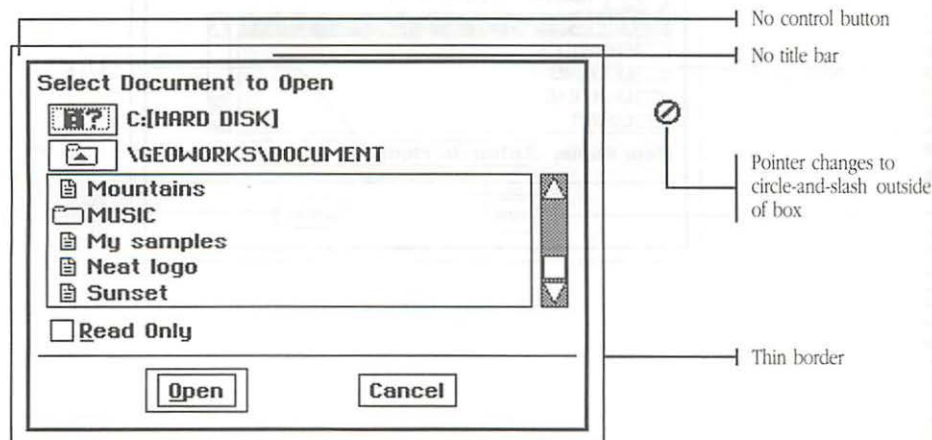 No control button
No title bar
Select Document to Open
C:[HARD DISK]
\GEOWORKS\DOCUMENT
Mountains
MUSIC
My samples
Neat logo
Sunset
Read Only
Open
Cancel
Pointer changes to
circle-and-slash outside
of box
Thin border